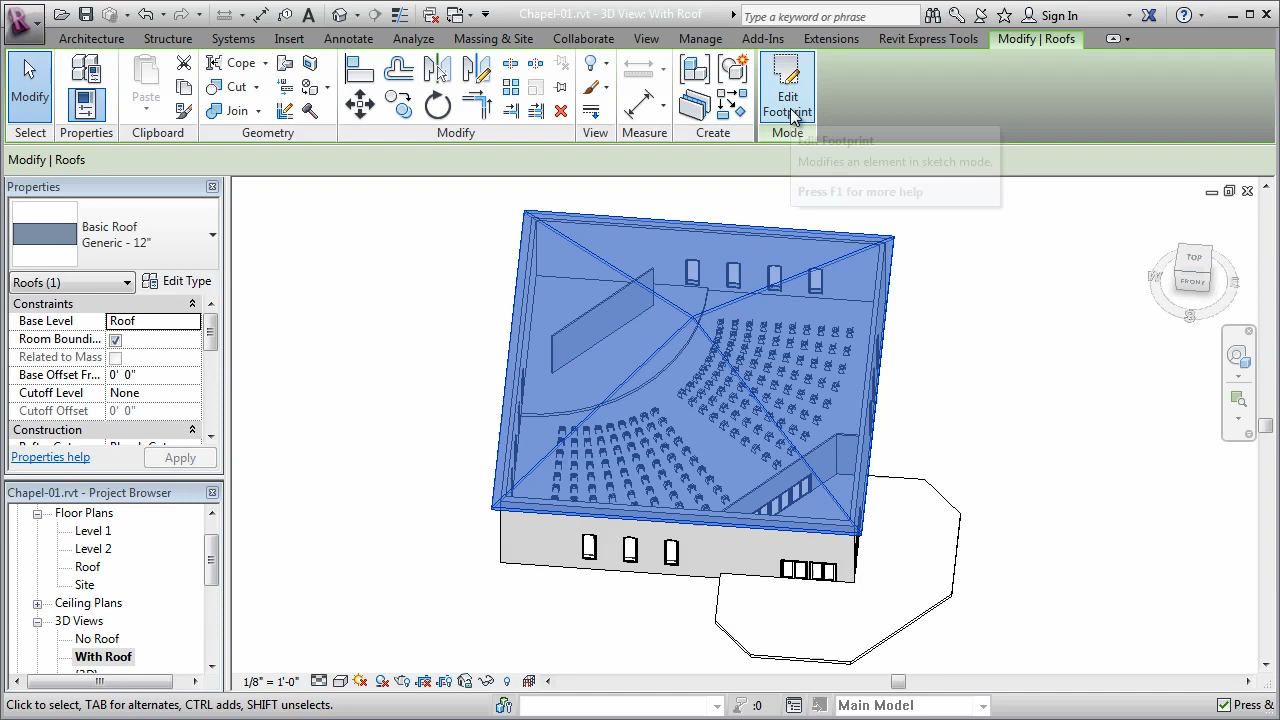 Chapel-01.rvt - 3D View: With Roof
Type a keyword or phrase
Sign In
Architecture Structure Systems Insert Annotate Analyze Massing & Site Collaborate View Manage Add-Ins Extensions Revit Express Tools Modify | Roofs
Modify
Paste
Cope
Cut
Join
Edit
Footprint
Select Properties Clipboard Geometry Modify View Measure Create Mode
Edit Footprint
Modifies an element in sketch mode.
Press F1 for more help
Modify | Roofs
Properties
Basic Roof
Generic - 12"
Roofs (1)
Edit Type
Constraints
Base Level Roof
Room Boundi...
Related to Mass
Base Offset Fr... 0' 0"
Cutoff Level None
Cutoff Offset 0' 0"
Construction
Properties help
Apply
Chapel-01.rvt - Project Browser
Floor Plans
Level 1
Level 2
Roof
Site
Ceiling Plans
3D Views
No Roof
With Roof
TOP
FRONT
W
S
1/8" = 1'-0"
Click to select, TAB for alternates, CTRL adds, SHIFT unselects.
:0
Main Model
Press &